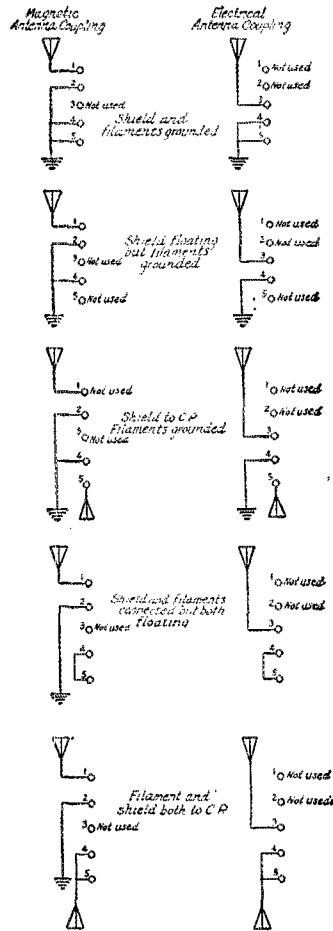 Magnetic
Antenna Coupling
Electrical
Antenna Coupling
1
2
3 Not used
4
5
Shield and
filaments grounded
1 Not used
2 Not used
3
4
5
1
2
3 Not used
4
5 Not used
Shield floating
but filaments
grounded
1 Not used
2 Not used
3
4
5 Not used
1 Not used
2
3 Not used
4
5
Shield to C P.
Filaments grounded
1 Not used
2 Not used
3
4
5
1
2
3 Not used
4
5
Shield and filaments
connected but both
floating
1 Not used
2 Not used
3
4
5
1
2
3 Not used
4
5
Filament and
shield both to C P.
1 Not used
2 Not used
3
4
5